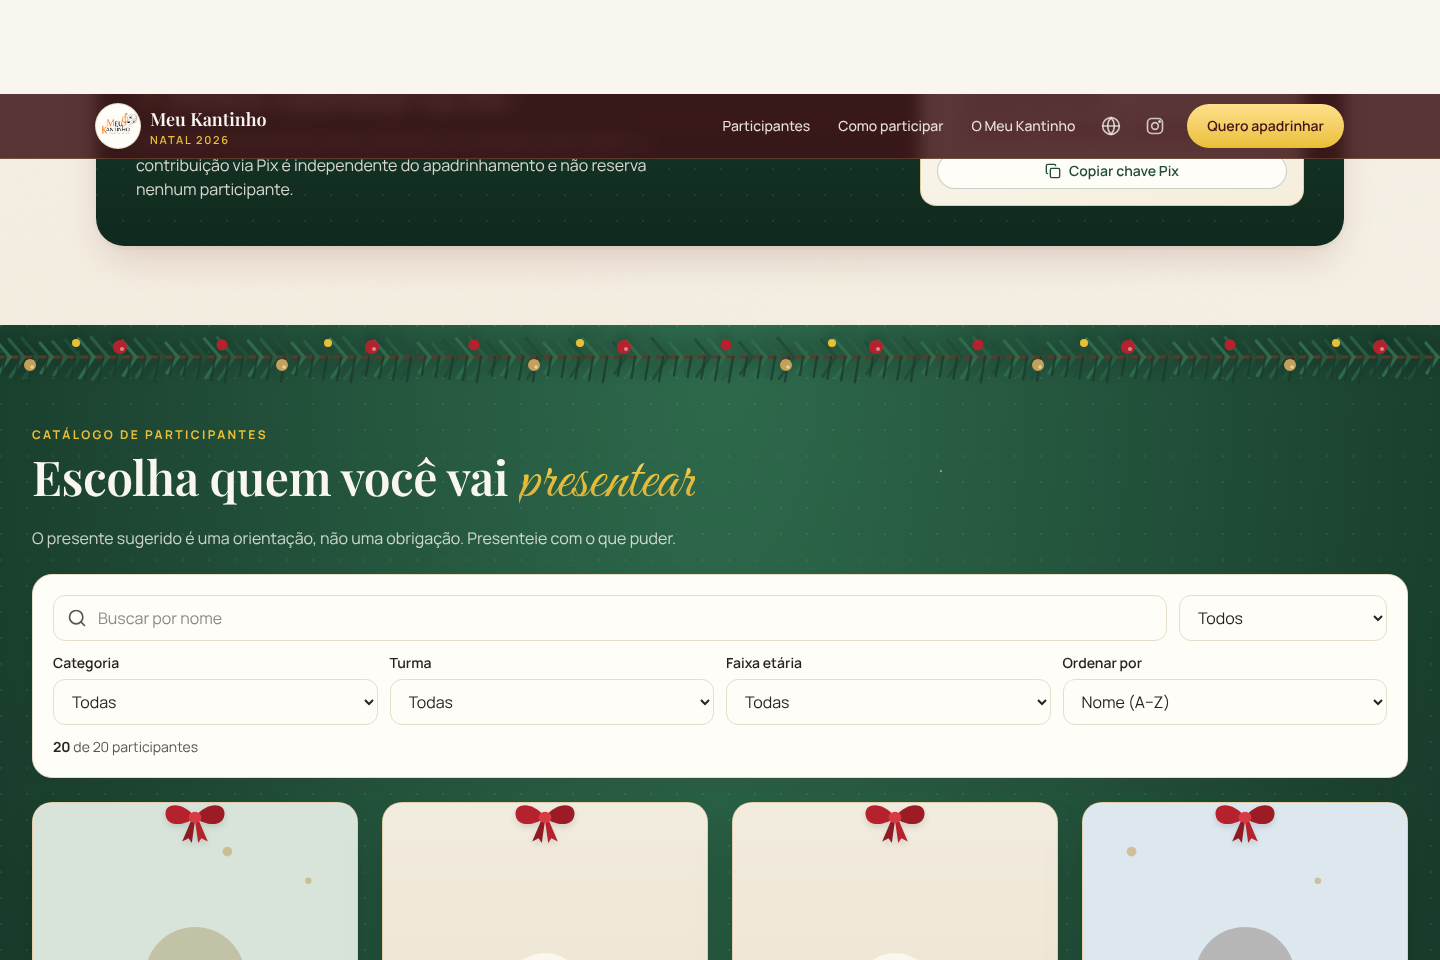 Meu Kantinho
NATAL 2026
Participantes
Como participar
O Meu Kantinho
Quero apadrinhar
contribuição via Pix é independente do apadrinhamento e não reserva
nenhum participante.
Copiar chave Pix
CATÁLOGO DE PARTICIPANTES
Escolha quem você vai presentear
O presente sugerido é uma orientação, não uma obrigação. Presenteie com o que puder.
Buscar por nome
Todos
Categoria
Turma
Faixa etária
Ordenar por
Todas
Todas
Todas
Nome (A–Z)
20 de 20 participantes